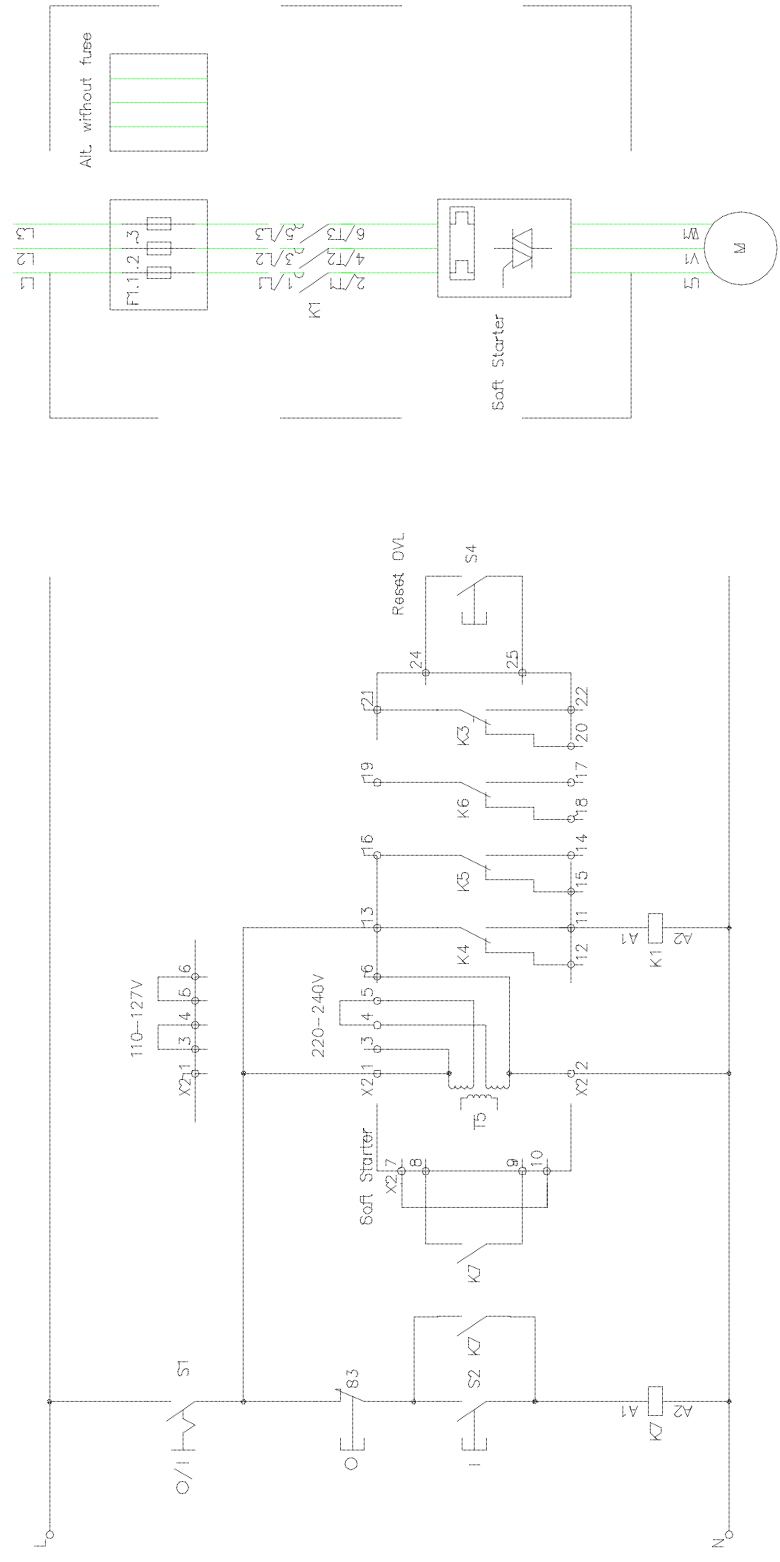 Alt. without fuse
L1 L2 L3
F1.1.2 .3
1/L1 3/L2 5/L3
K1
2/T1 4/T2 6/T3
Soft Starter
U1 V1 W1
M
Reset OVL
S4
24
25
21
22
K3
20
19
17
K6
18
16
14
K5
15
13
11
K4
12
A1
K1
A2
110-127V
X2 1 3 4 5 6
220-240V
X2 1 3 4 5 6
T5
X2 2
Soft Starter
X2 7
8
9
10
K7
K7
S1
O/I
S3
O
S2
I
A1
K7
A2
L
N